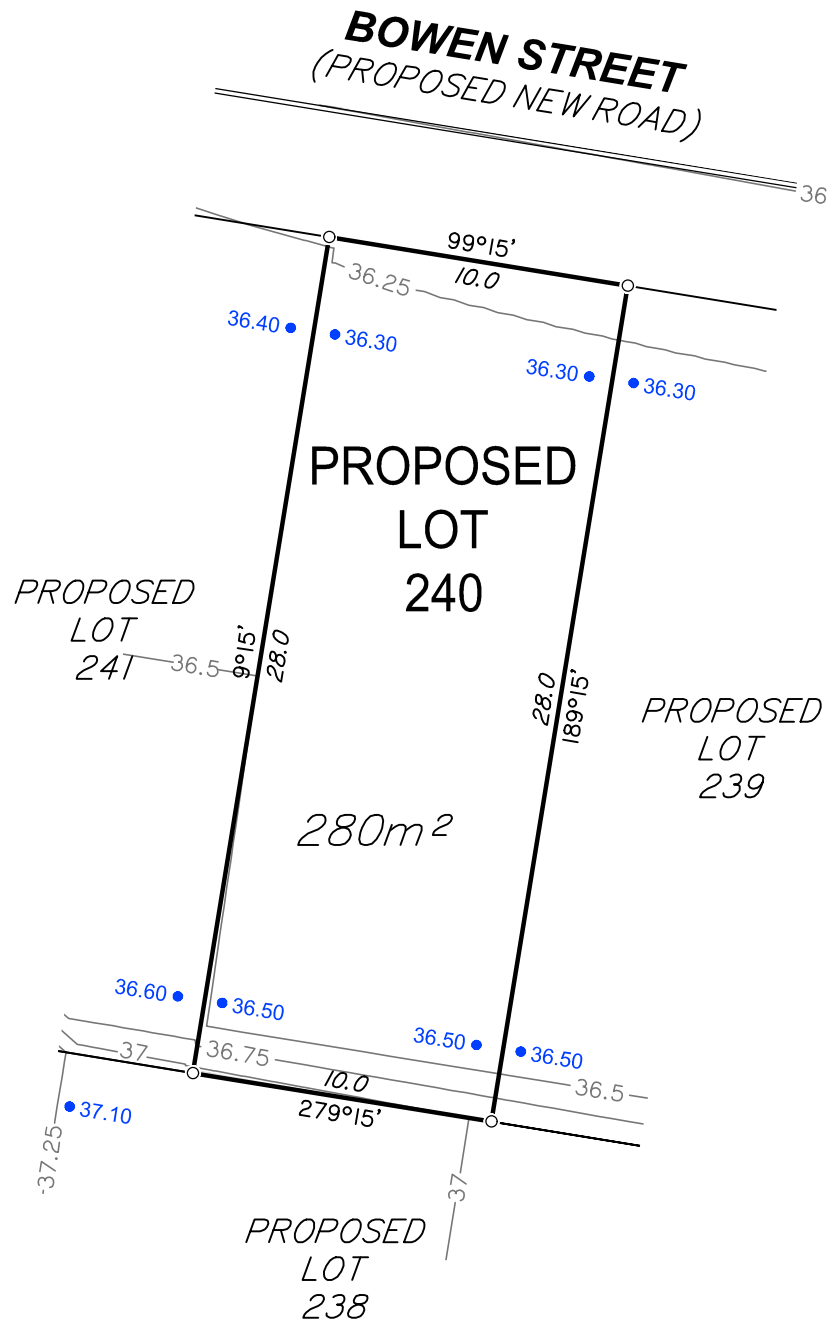 BOWEN STREET
(PROPOSED NEW ROAD)
36
99°15'
10.0
36.25
36.40
36.30
36.30
36.30
PROPOSED
LOT
240
PROPOSED
LOT
241
36.5
9°15'
28.0
28.0
189°15'
PROPOSED
LOT
239
280m²
36.60
36.50
36.50
36.50
37
36.75
10.0
36.5
279°15'
37.10
37.25
37
PROPOSED
LOT
238